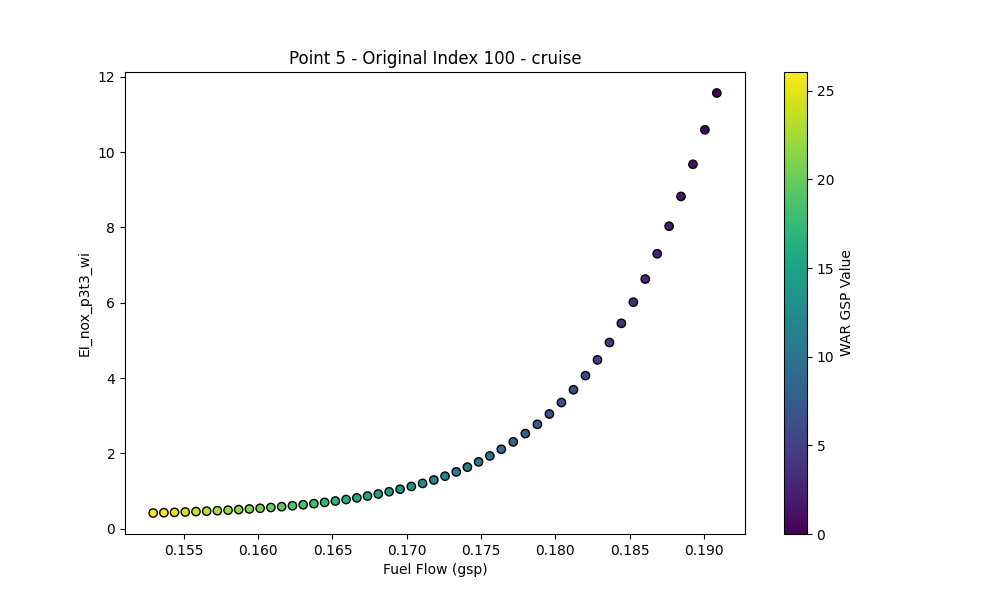 Point 5 - Original Index 100 - cruise
EI_nox_p3t3_wi
12
10
8
6
4
2
0
0.155 0.160 0.165 0.170 0.175 0.180 0.185 0.190
Fuel Flow (gsp)
25
20
15
10
5
0
WAR GSP Value